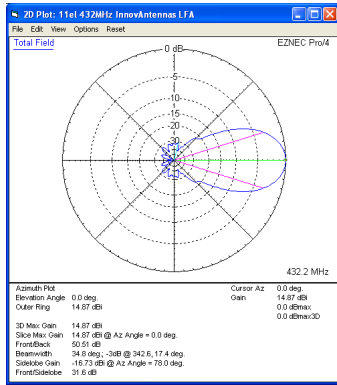 2D Plot: 11el 432MHz InnovAntennas LFA
File Edit View Options Reset
Total Field
EZNEC Pro/4
0 dB
-5
-10
-15
-20
-30
432.2 MHz
Azimuth Plot
Elevation Angle 0.0 deg.
Outer Ring 14.87 dBi
Cursor Az 0.0 deg.
Gain 14.87 dBi
0.0 dBmax
0.0 dBmax3D
3D Max Gain 14.87 dBi
Slice Max Gain 14.87 dBi @ Az Angle = 0.0 deg.
Front/Back 50.51 dB
Beamwidth 34.8 deg.; -3dB @ 342.6, 17.4 deg.
Sidelobe Gain -16.73 dBi @ Az Angle = 78.0 deg.
Front/Sidelobe 31.6 dB